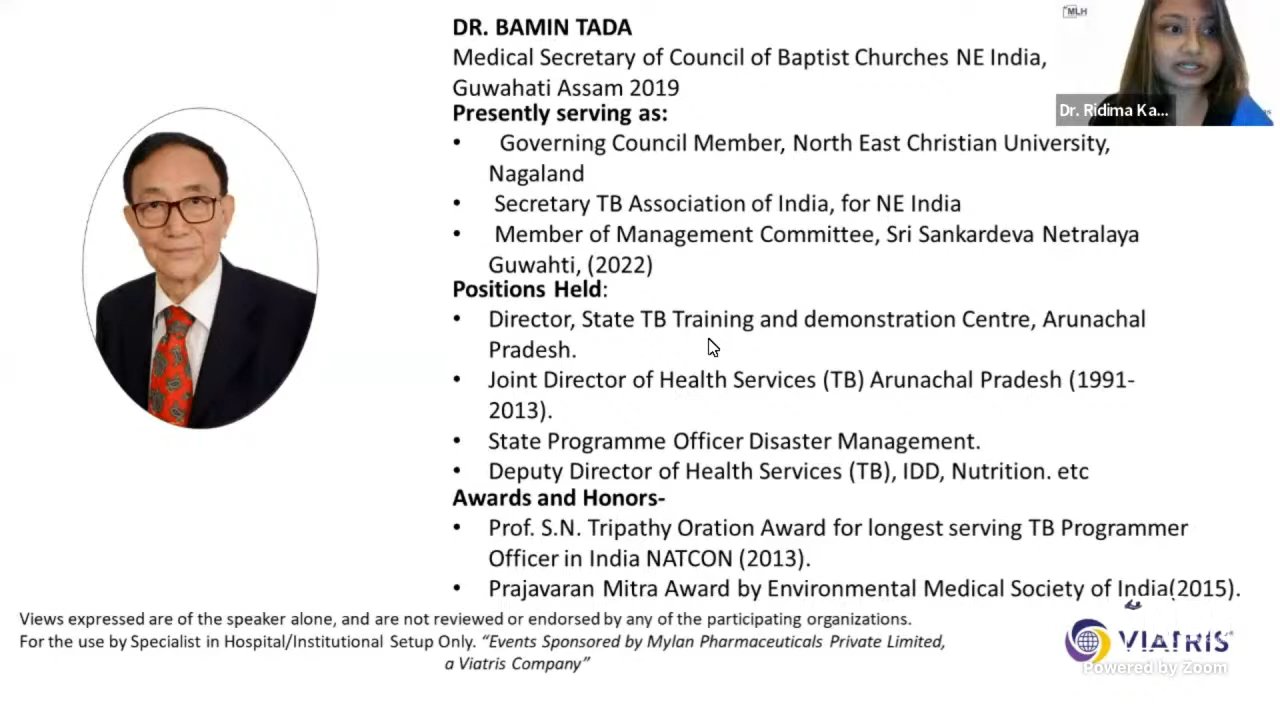 DR. BAMIN TADA
Medical Secretary of Council of Baptist Churches NE India,
Guwahati Assam 2019
Presently serving as:
• Governing Council Member, North East Christian University,
Nagaland
• Secretary TB Association of India, for NE India
• Member of Management Committee, Sri Sankardeva Netralaya
Guwahti, (2022)
Positions Held:
• Director, State TB Training and demonstration Centre, Arunachal
Pradesh.
• Joint Director of Health Services (TB) Arunachal Pradesh (1991-
2013).
• State Programme Officer Disaster Management.
• Deputy Director of Health Services (TB), IDD, Nutrition. etc
Awards and Honors-
• Prof. S.N. Tripathy Oration Award for longest serving TB Programmer
Officer in India NATCON (2013).
• Prajavaran Mitra Award by Environmental Medical Society of India(2015).
Views expressed are of the speaker alone, and are not reviewed or endorsed by any of the participating organizations.
For the use by Specialist in Hospital/Institutional Setup Only. “Events Sponsored by Mylan Pharmaceuticals Private Limited,
a Viatris Company”
MLH
Dr. Ridima Ka...
VIATRIS
Powered by Zoom